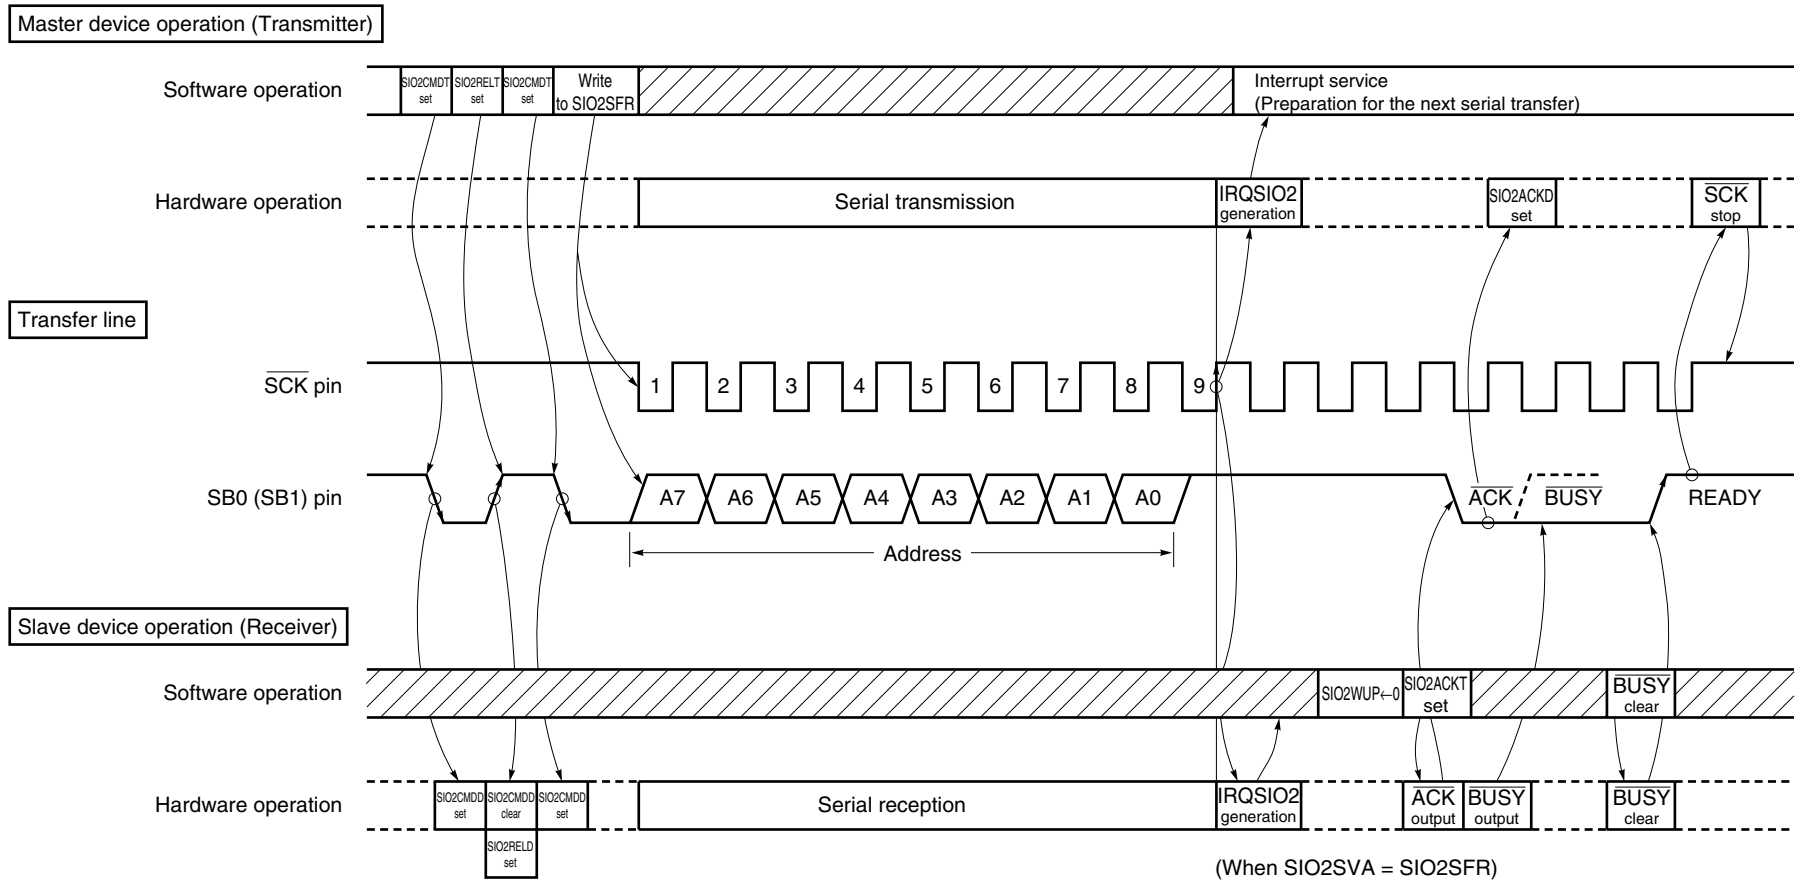 Master device operation (Transmitter)
Software operation
SIO2CMDT
set
SIO2RELT
set
SIO2CMDT
set
Write
to SIO2SFR
Interrupt service
(Preparation for the next serial transfer)
Hardware operation
Serial transmission
IRQSIO2
generation
SIO2ACKD
set
SCK
stop
Transfer line
SCK pin
1 2 3 4 5 6 7 8 9
SB0 (SB1) pin
A7 A6 A5 A4 A3 A2 A1 A0
ACK BUSY READY
Address
Slave device operation (Receiver)
Software operation
SIO2WUP←0
SIO2ACKT
set
BUSY
clear
Hardware operation
SIO2CMDD
set
SIO2CMDD
clear
SIO2CMDD
set
SIO2RELD
set
Serial reception
IRQSIO2
generation
ACK
output
BUSY
output
BUSY
clear
(When SIO2SVA = SIO2SFR)